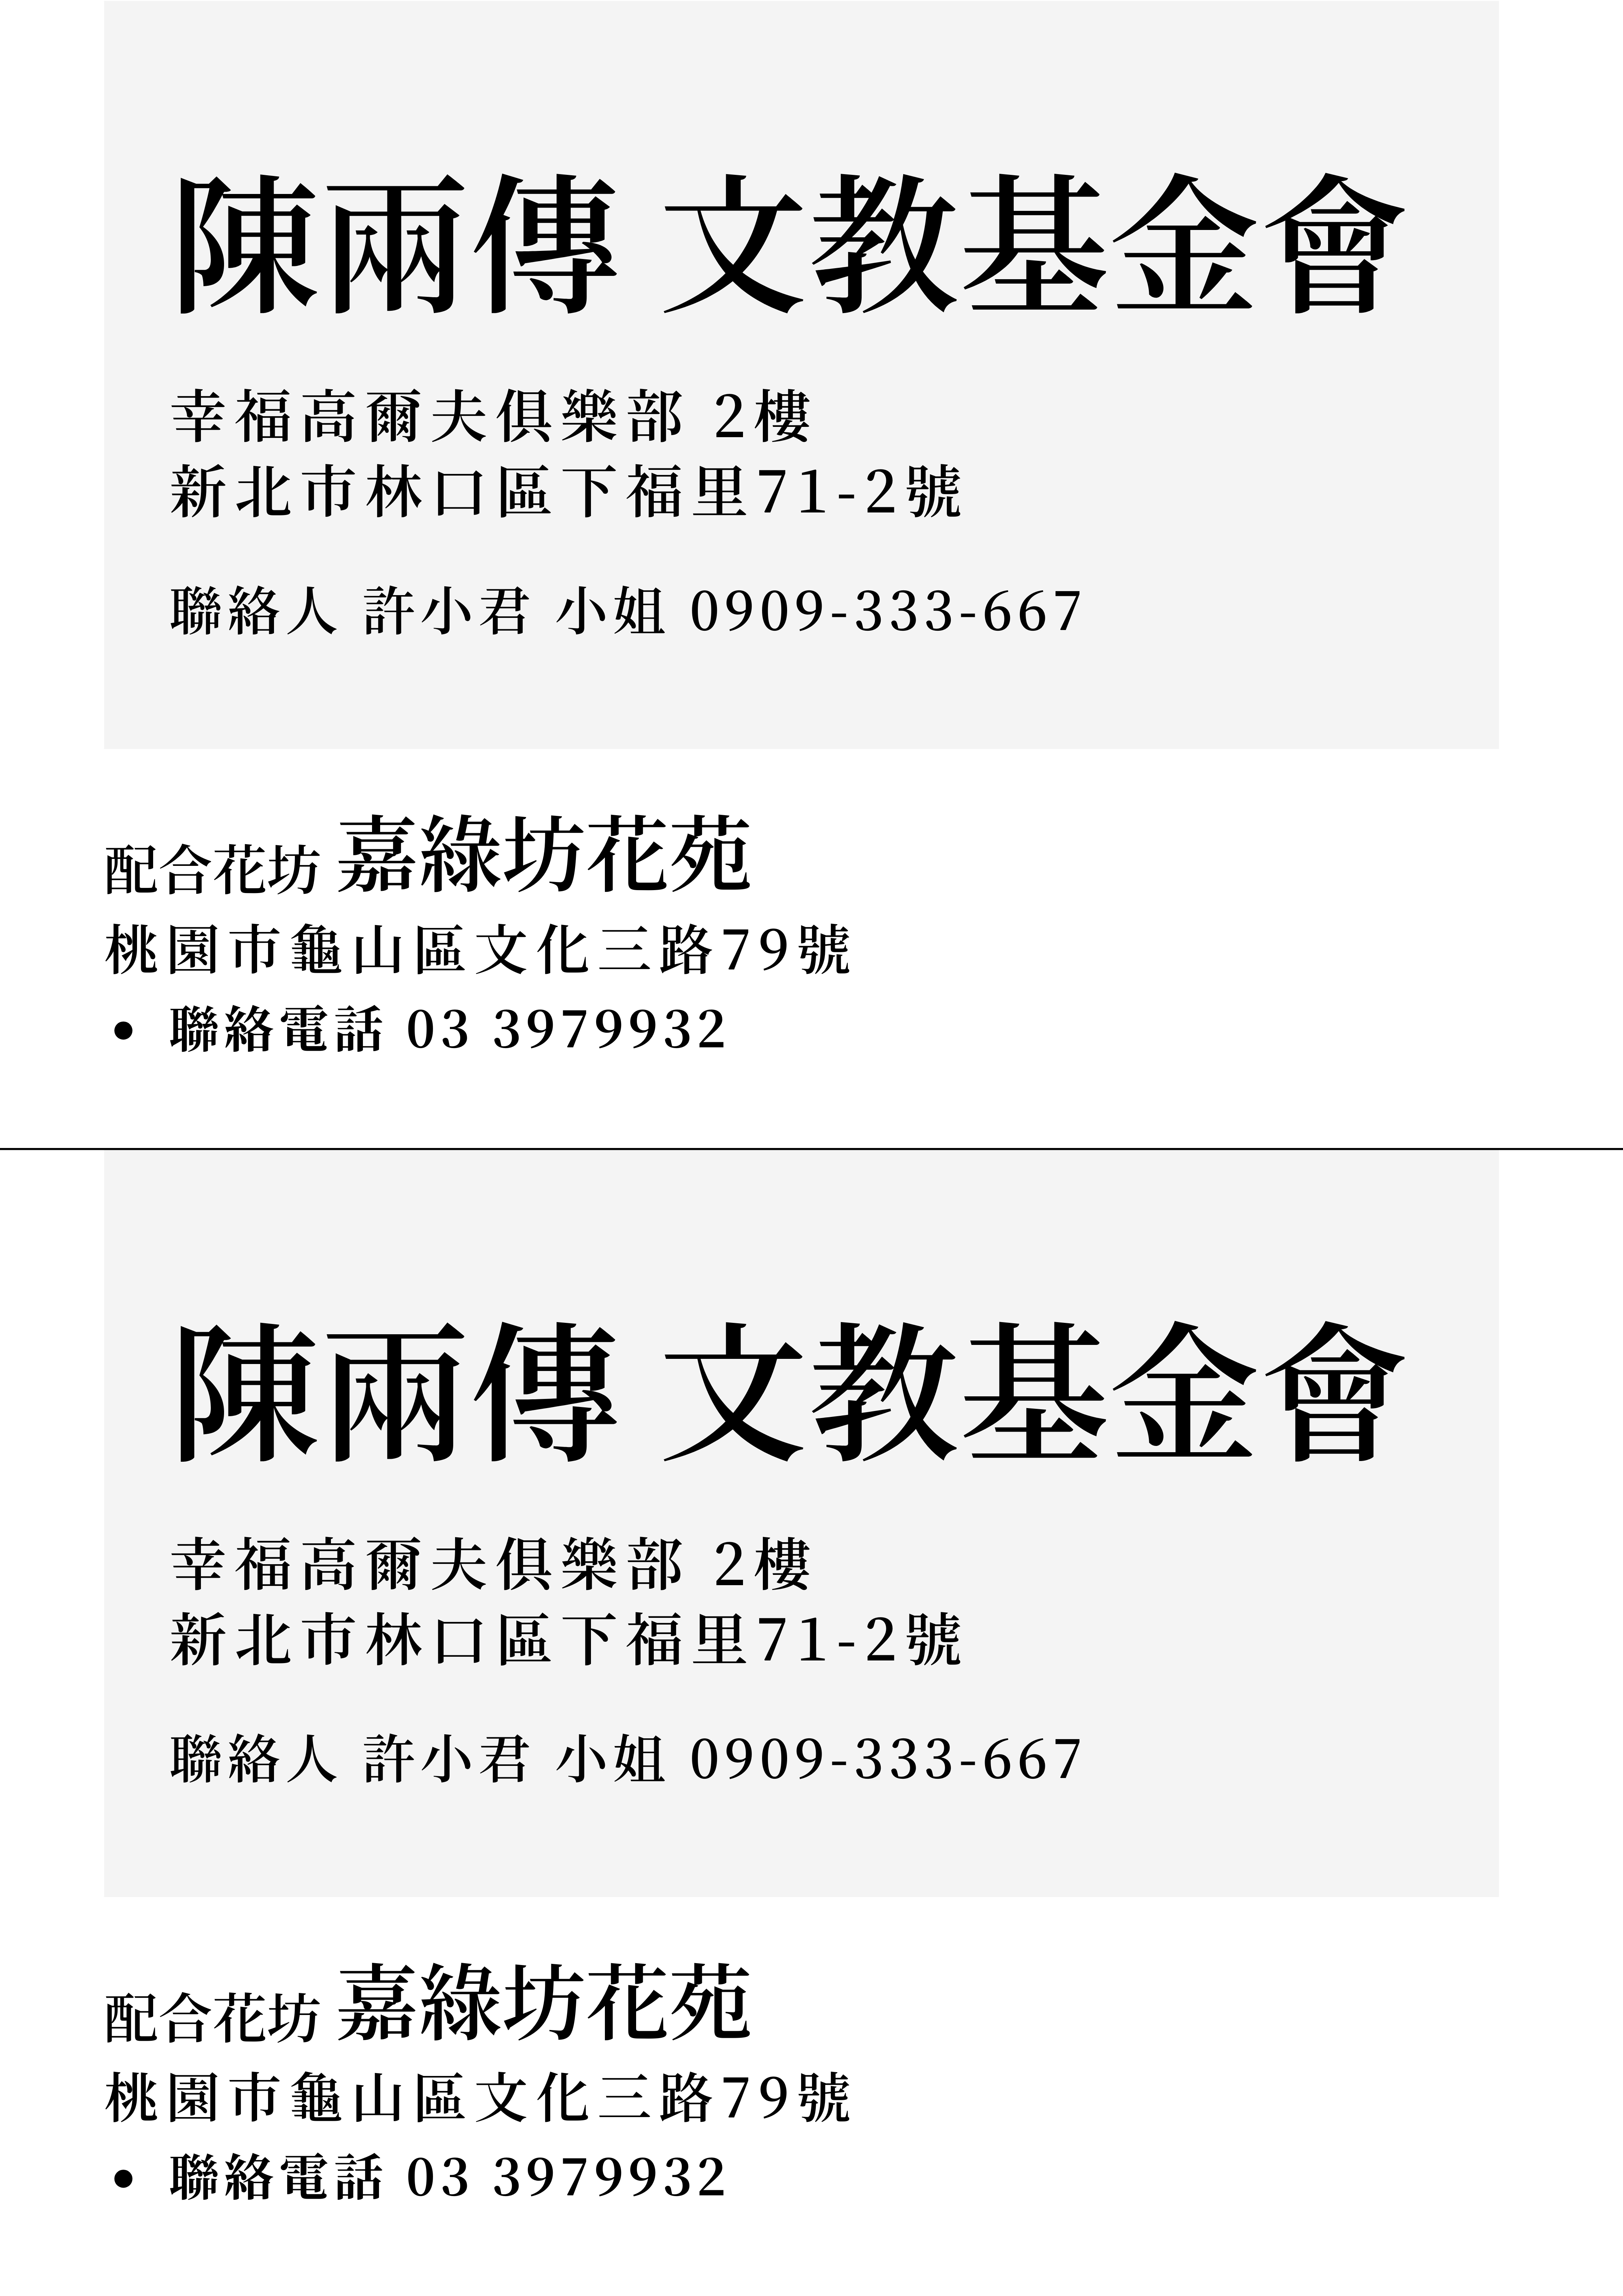 陳兩傳 文教基金會
幸福高爾夫俱樂部 2樓
新北市林口區下福里71-2號
聯絡人 許小君 小姐 0909-333-667
配合花坊 嘉綠坊花苑
桃園市龜山區文化三路79號
• 聯絡電話 03 3979932
陳兩傳 文教基金會
幸福高爾夫俱樂部 2樓
新北市林口區下福里71-2號
聯絡人 許小君 小姐 0909-333-667
配合花坊 嘉綠坊花苑
桃園市龜山區文化三路79號
• 聯絡電話 03 3979932